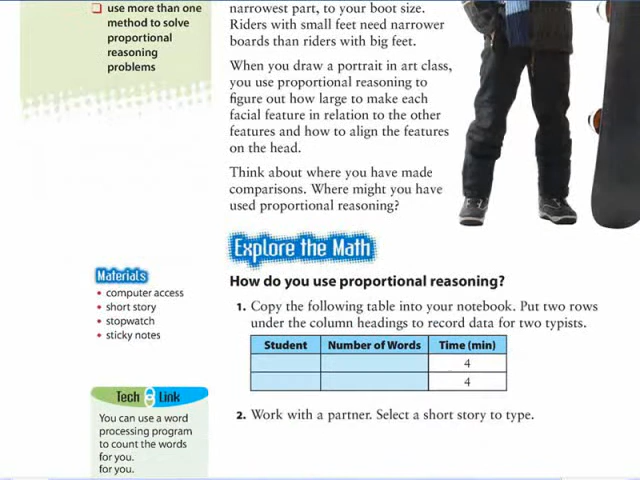 use more than one
method to solve
proportional
reasoning
problems
narrowest part, to your boot size.
Riders with small feet need narrower
boards than riders with big feet.
When you draw a portrait in art class,
you use proportional reasoning to
figure out how large to make each
facial feature in relation to the other
features and how to align the features
on the head.
Think about where you have made
comparisons. Where might you have
used proportional reasoning?
Explore the Math
Materials
• computer access
• short story
• stopwatch
• sticky notes
How do you use proportional reasoning?
1. Copy the following table into your notebook. Put two rows
under the column headings to record data for two typists.
Student Number of Words Time (min)
4
4
Tech Link
You can use a word
processing program
to count the words
for you.
for you.
2. Work with a partner. Select a short story to type.